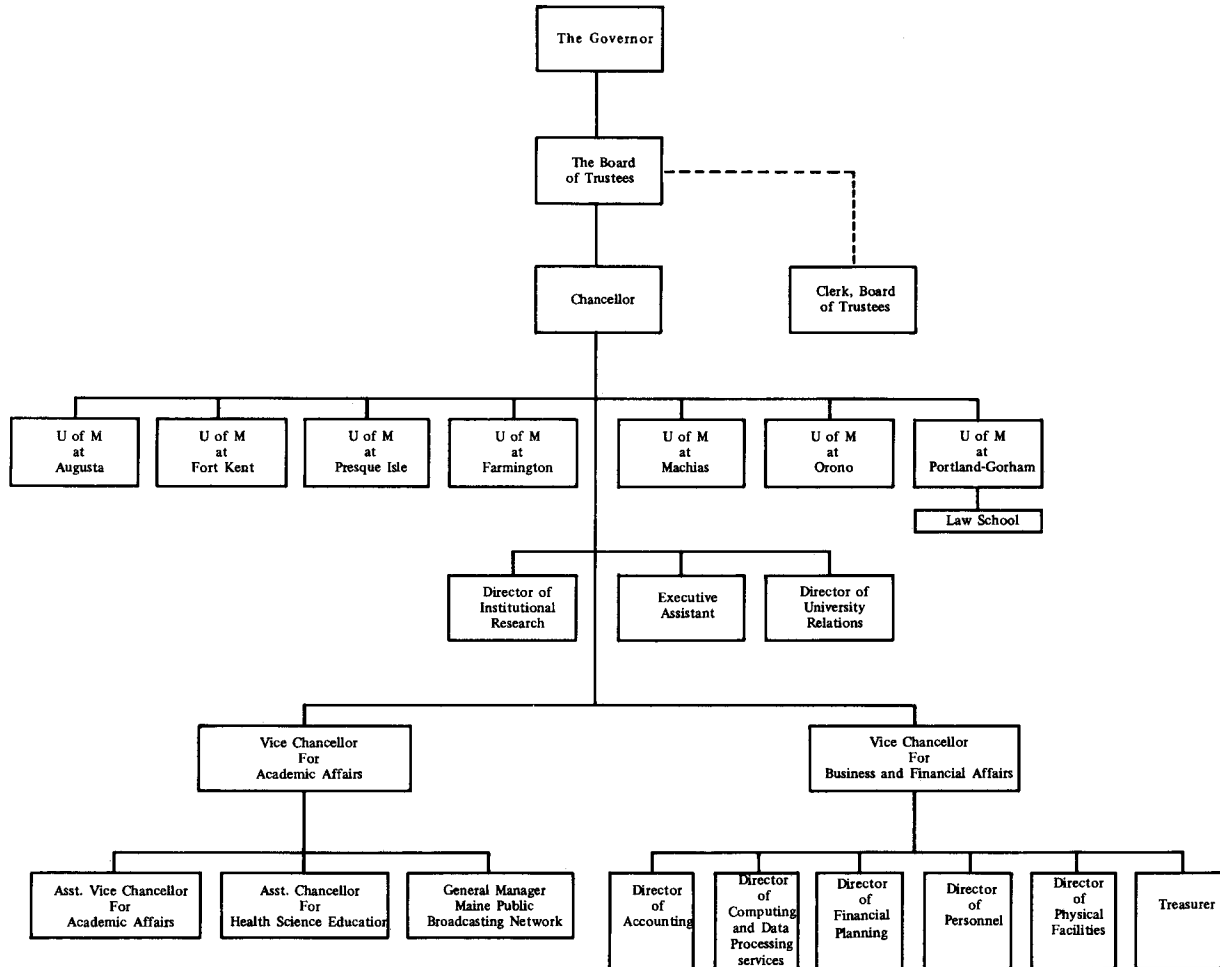 The Governor
The Board
of Trustees
Chancellor
Clerk, Board
of Trustees
U of M
at
Augusta
U of M
at
Fort Kent
U of M
at
Presque Isle
U of M
at
Farmington
U of M
at
Machias
U of M
at
Orono
U of M
at
Portland-Gorham
Law School
Director of
Institutional
Research
Executive
Assistant
Director of
University
Relations
Vice Chancellor
For
Academic Affairs
Vice Chancellor
For
Business and Financial Affairs
Asst. Vice Chancellor
For
Academic Affairs
Asst. Chancellor
For
Health Science Education
General Manager
Maine Public
Broadcasting Network
Director
of
Accounting
Director
of
Computing
and Data
Processing
services
Director
of
Financial
Planning
Director
of
Personnel
Director
of
Physical
Facilities
Treasurer